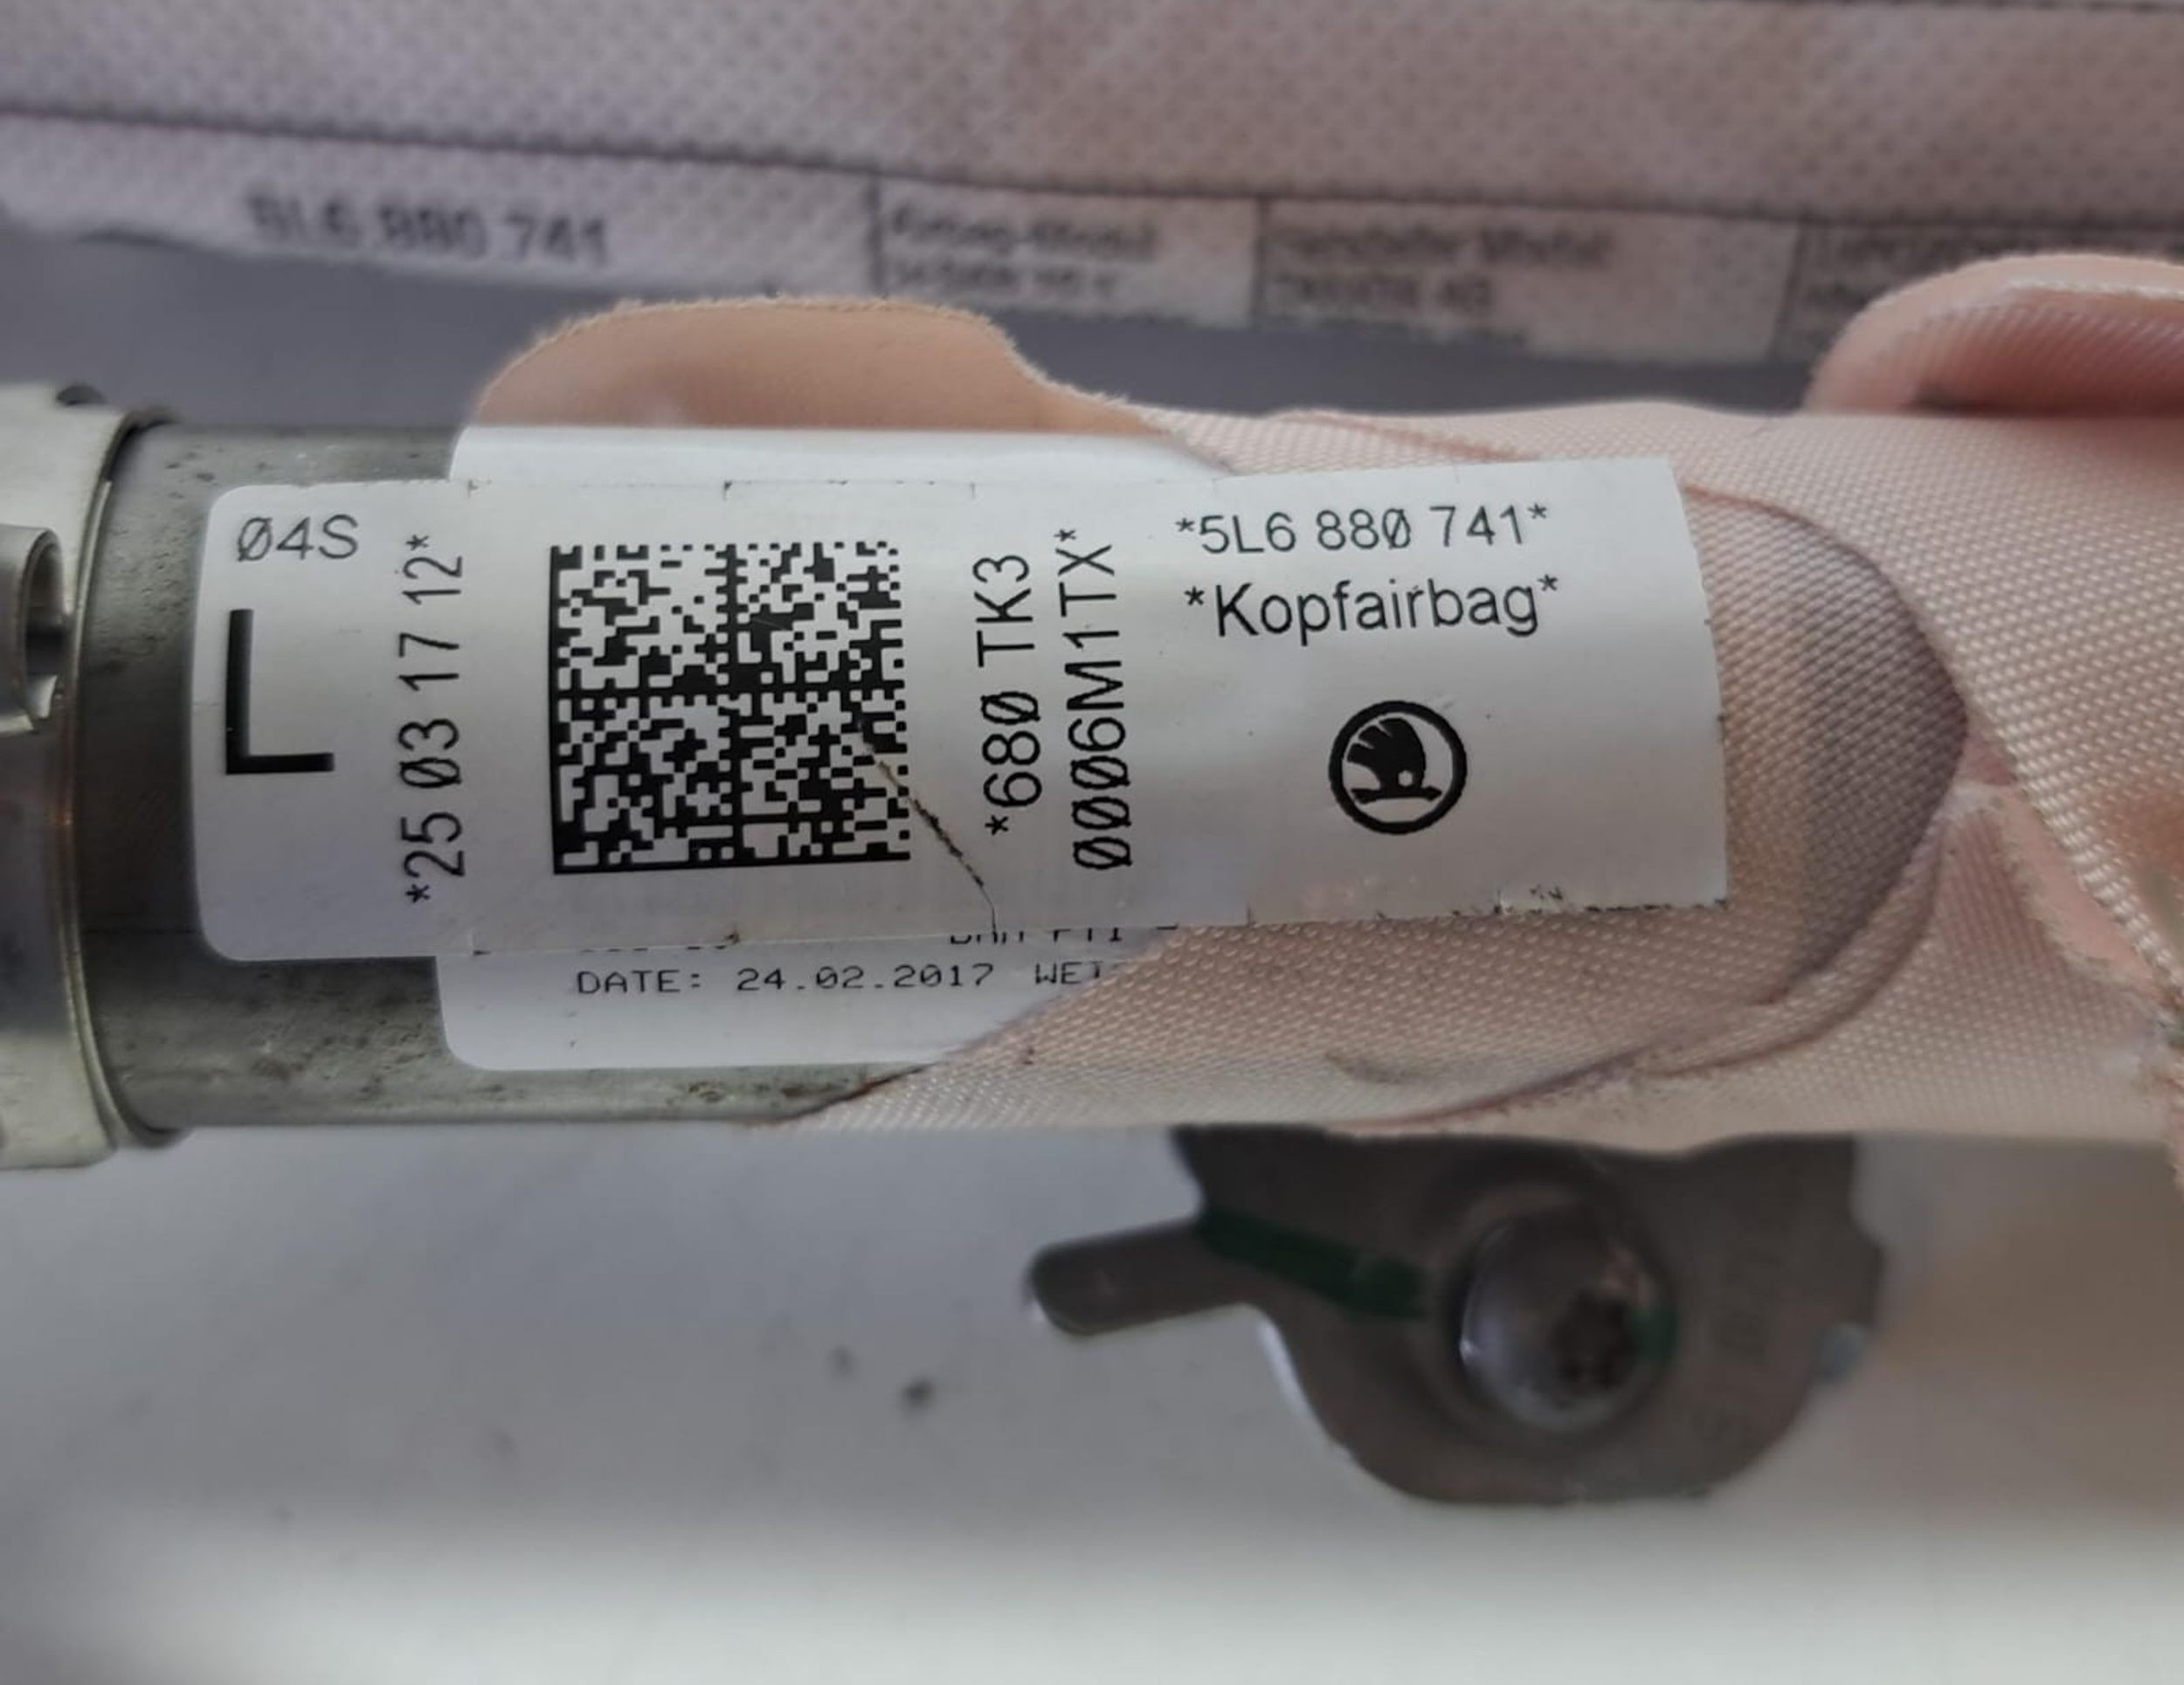 5L6 880 741
Ø4S
L
*25 Ø3 17 12*
*68Ø TK3
ØØØ6M1TX*
*5L6 88Ø 741*
*Kopfairbag*
DATE: 24.02.2017